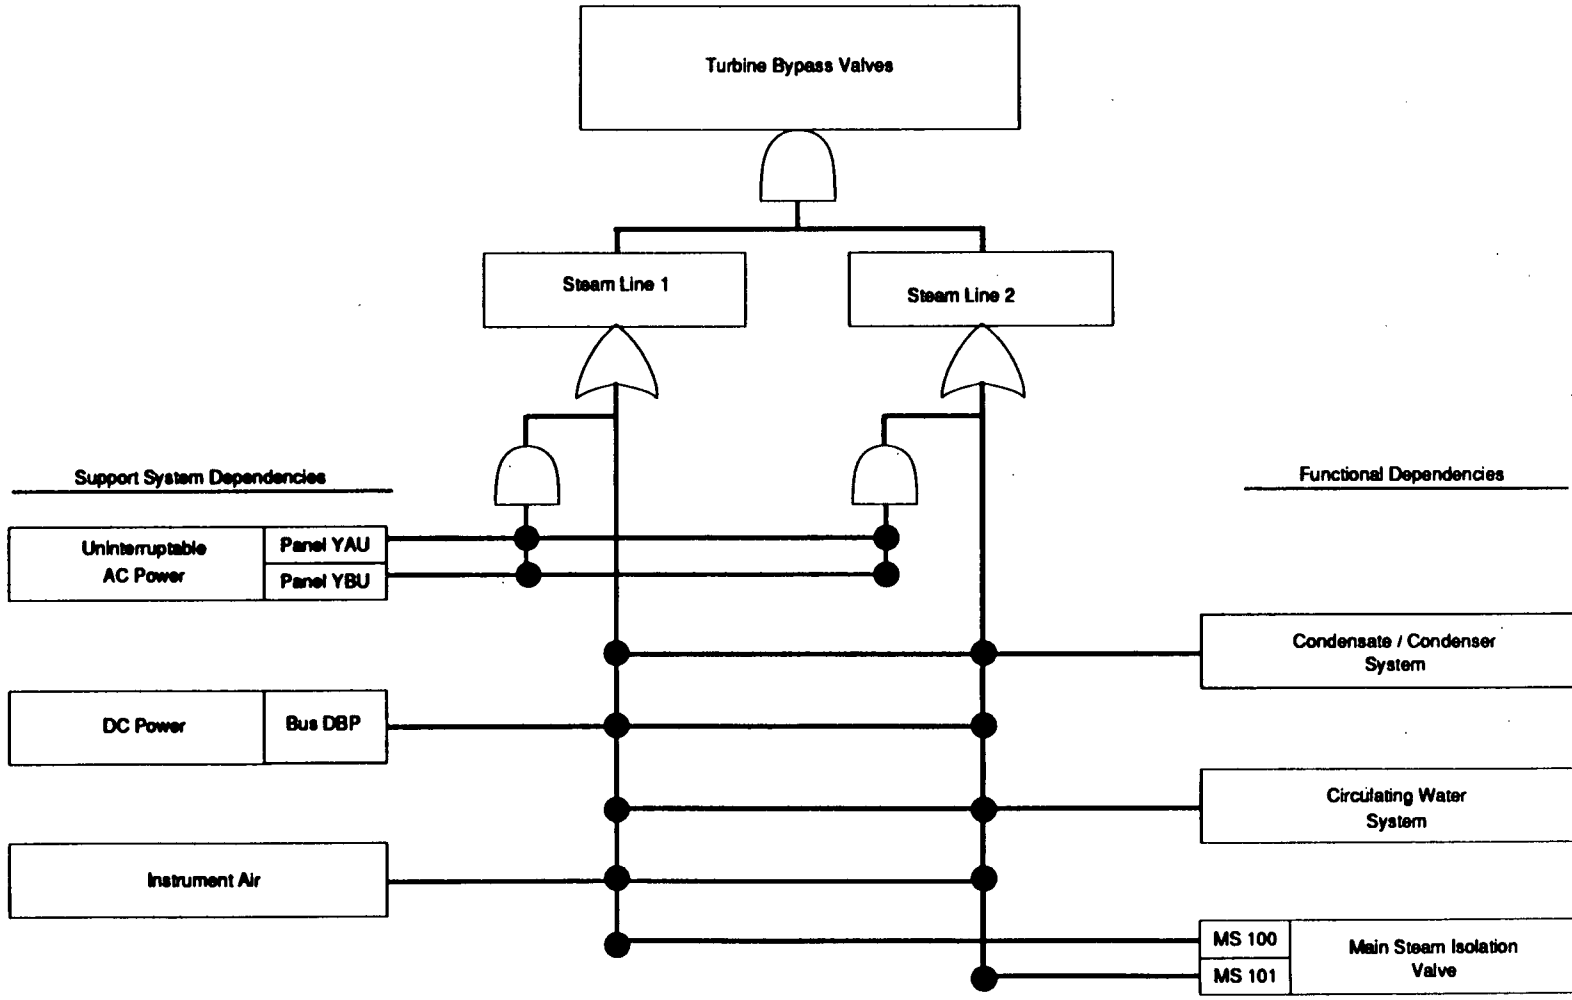 Turbine Bypass Valves
Steam Line 1
Steam Line 2
Support System Dependencies
Functional Dependencies
Uninterruptable
AC Power
Panel YAU
Panel YBU
Condensate / Condenser
System
DC Power
Bus DBP
Circulating Water
System
Instrument Air
MS 100
MS 101
Main Steam Isolation
Valve